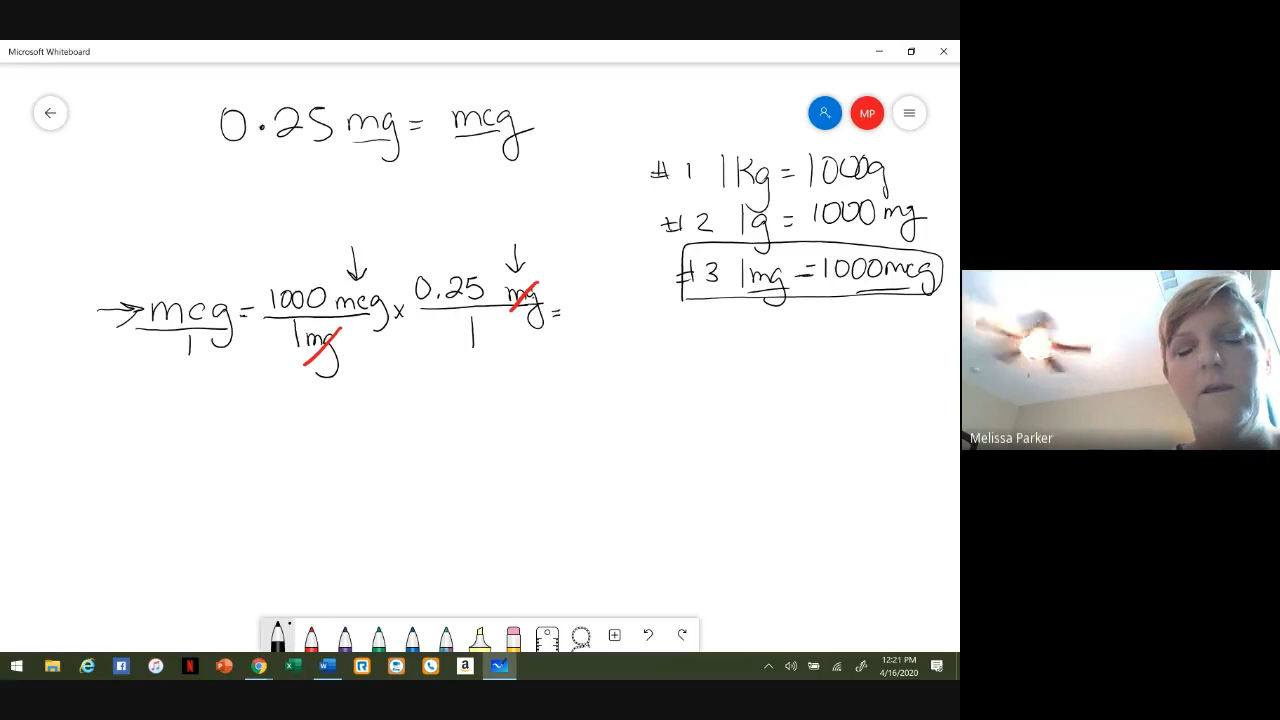 Microsoft Whiteboard
0.25 mg = mcg
MP
# 1 1Kg = 1000g
# 2 1g = 1000 mg
# 3 1mg = 1000mcg
mcg/1 = 1000 mcg/1mg x 0.25 mg/1 =
Melissa Parker
12:21 PM
4/16/2020